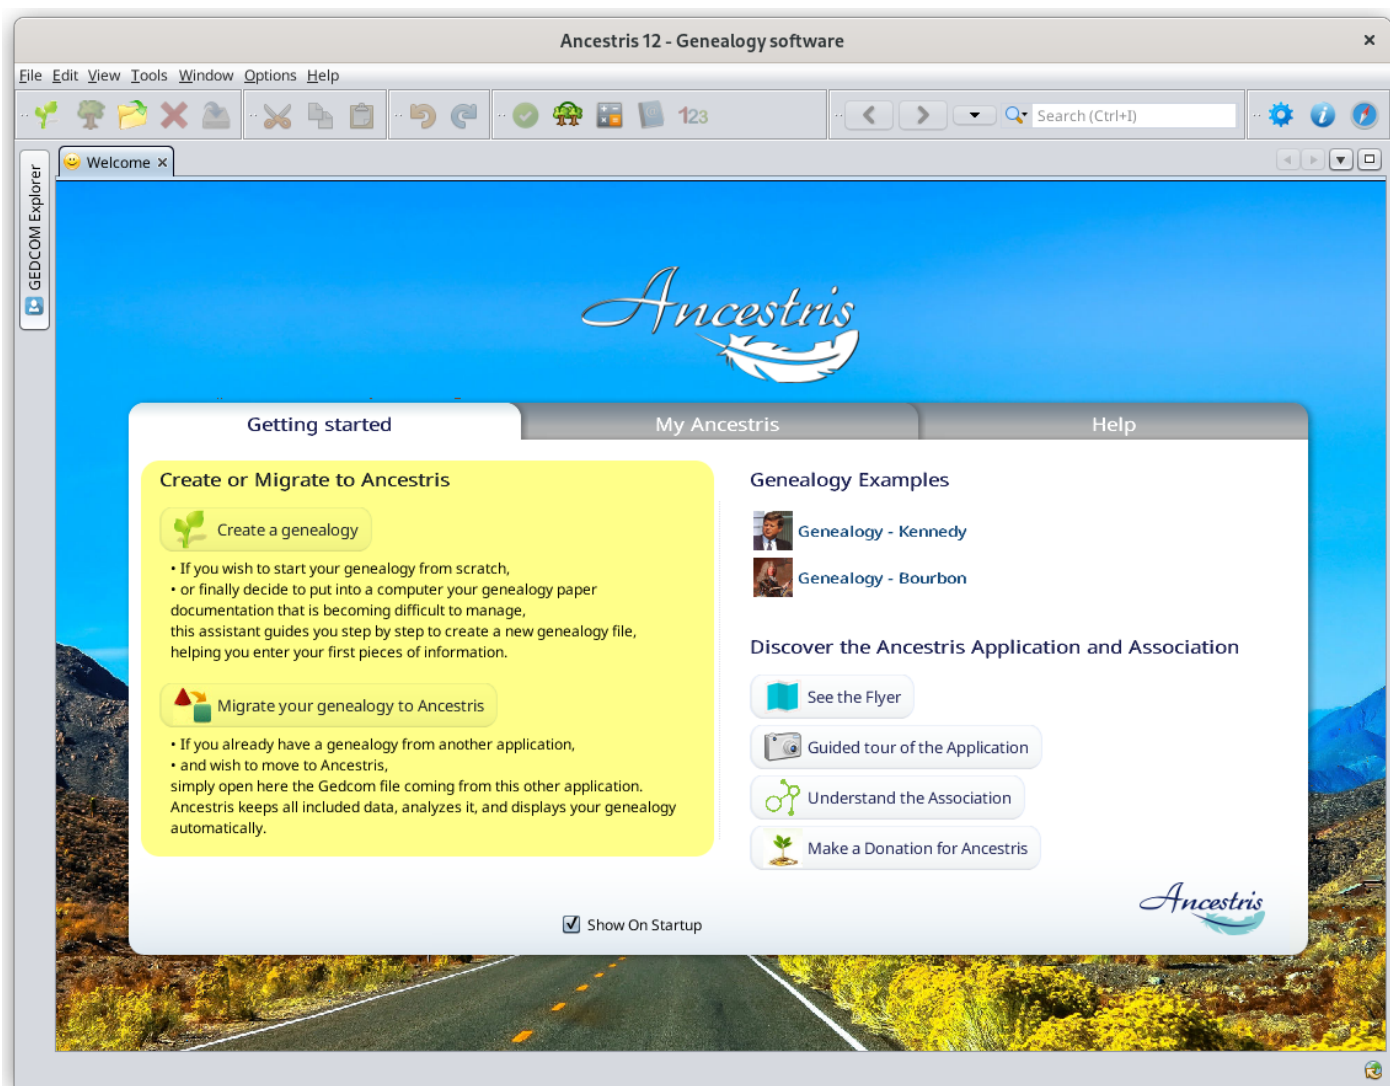 Ancestris 12 - Genealogy software
File Edit View Tools Window Options Help
123
Search (Ctrl+I)
Welcome
GEDCOM Explorer
Ancestris
Getting started
My Ancestris
Help
Create or Migrate to Ancestris
Create a genealogy
• If you wish to start your genealogy from scratch,
• or finally decide to put into a computer your genealogy paper
documentation that is becoming difficult to manage,
this assistant guides you step by step to create a new genealogy file,
helping you enter your first pieces of information.
Migrate your genealogy to Ancestris
• If you already have a genealogy from another application,
• and wish to move to Ancestris,
simply open here the Gedcom file coming from this other application.
Ancestris keeps all included data, analyzes it, and displays your genealogy
automatically.
Genealogy Examples
Genealogy - Kennedy
Genealogy - Bourbon
Discover the Ancestris Application and Association
See the Flyer
Guided tour of the Application
Understand the Association
Make a Donation for Ancestris
Ancestris
Show On Startup